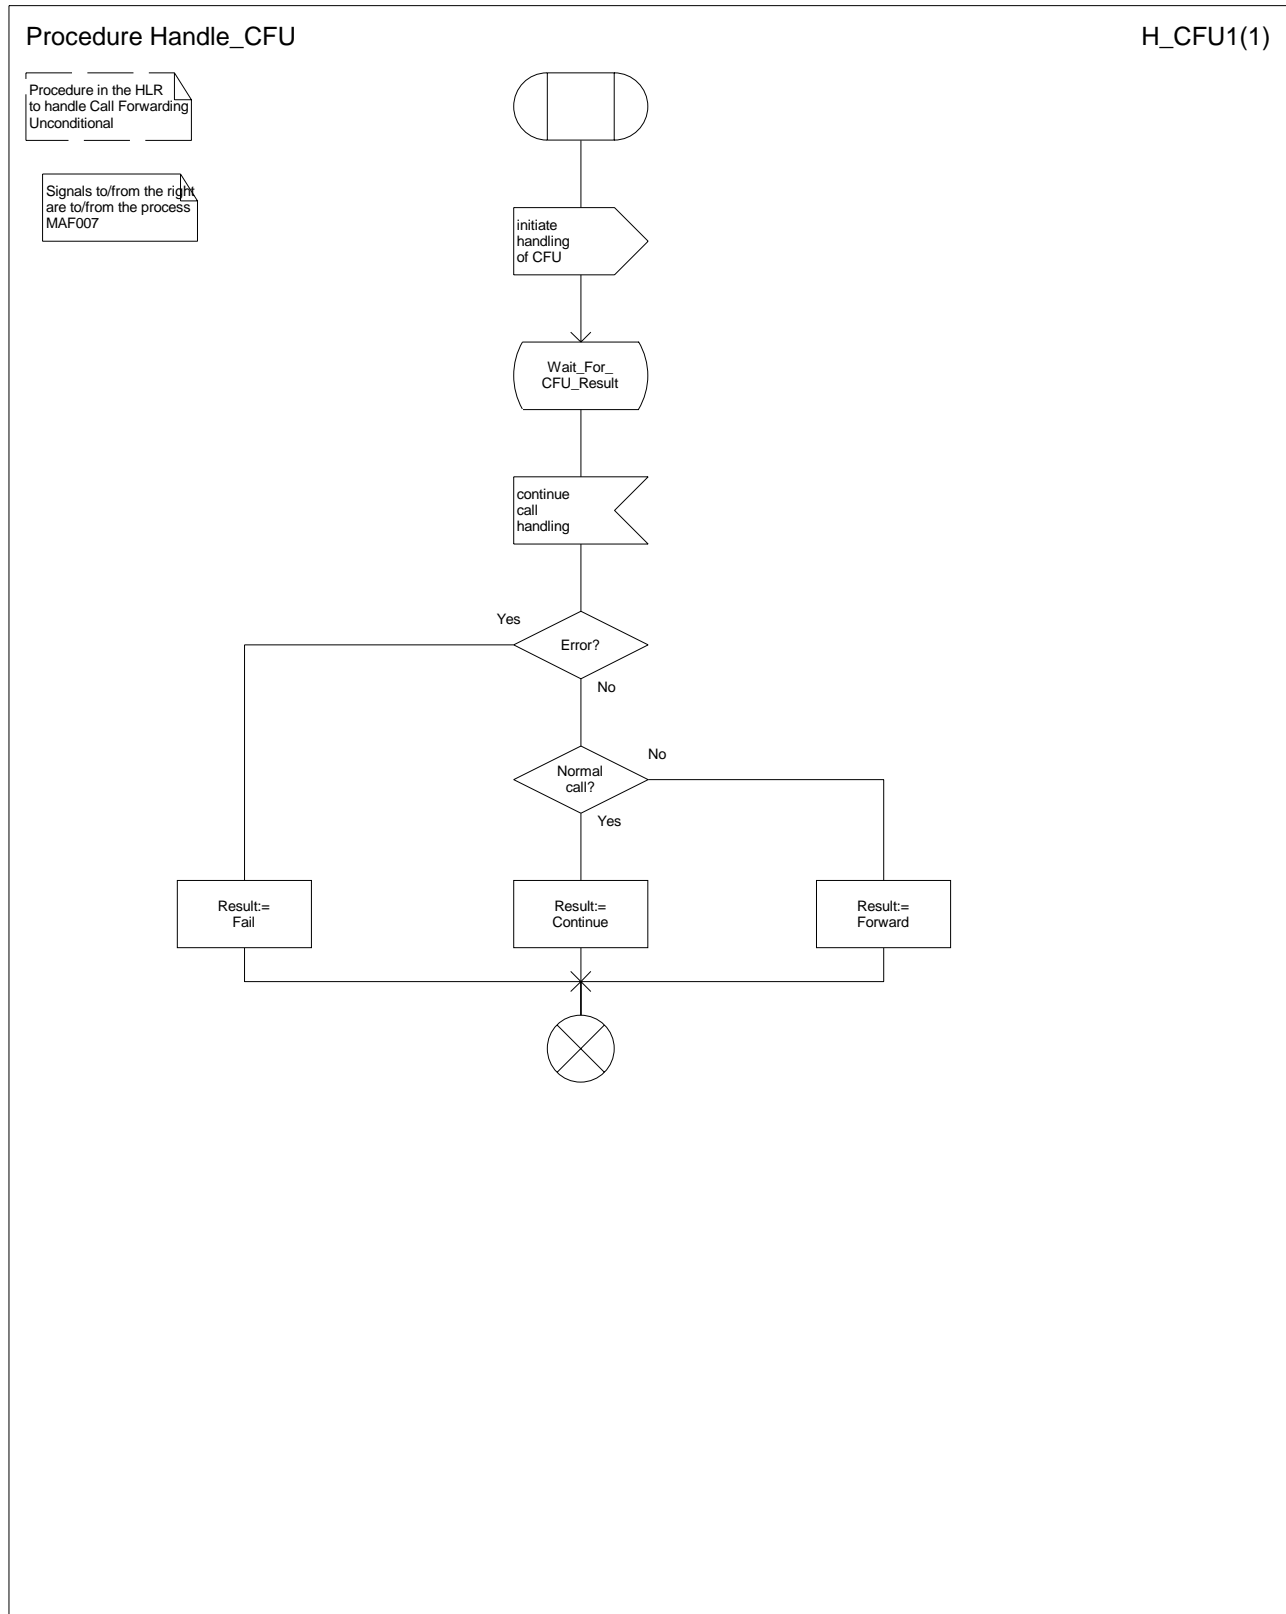 Procedure Handle_CFU
H_CFU1(1)
Procedure in the HLR
to handle Call Forwarding
Unconditional
Signals to/from the right
are to/from the process
MAF007
initiate
handling
of CFU
Wait_For_
CFU_Result
continue
call
handling
Yes
Error?
No
No
Normal
call?
Yes
Result:=
Fail
Result:=
Continue
Result:=
Forward